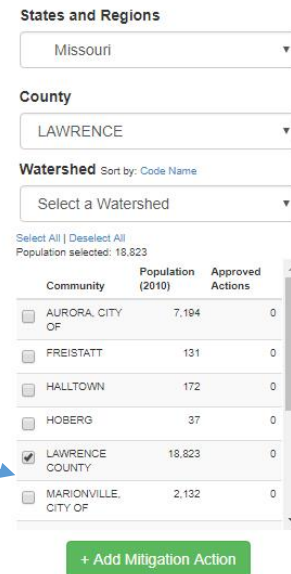 States and Regions
Missouri
County
LAWRENCE
Watershed Sort by: Code Name
Select a Watershed
Select All | Deselect All
Population selected: 18,823
Community Population (2010) Approved Actions
AURORA, CITY OF 7,194 0
FREISTATT 131 0
HALLTOWN 172 0
HOBERG 37 0
LAWRENCE COUNTY 18,823 0
MARIONVILLE, CITY OF 2,132 0
+ Add Mitigation Action